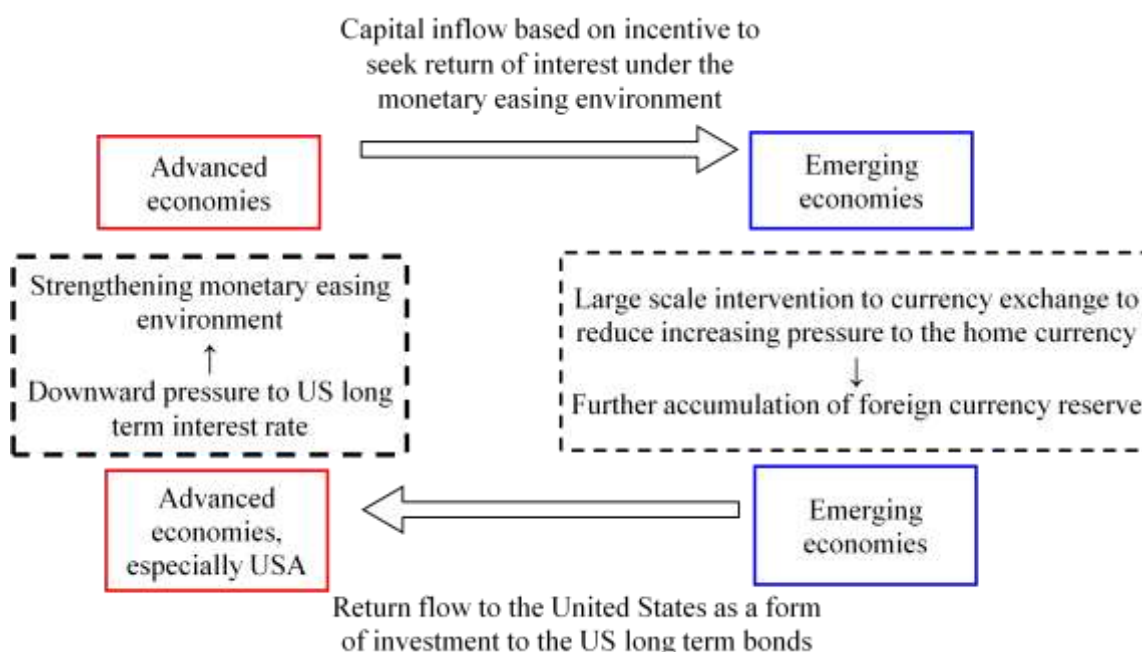 Capital inflow based on incentive to
seek return of interest under the
monetary easing environment
Advanced
economies
Emerging
economies
Strengthening monetary easing
environment
↑
Downward pressure to US long
term interest rate
Large scale intervention to currency exchange to
reduce increasing pressure to the home currency
↓
Further accumulation of foreign currency reserve
Advanced
economies,
especially USA
Emerging
economies
Return flow to the United States as a form
of investment to the US long term bonds